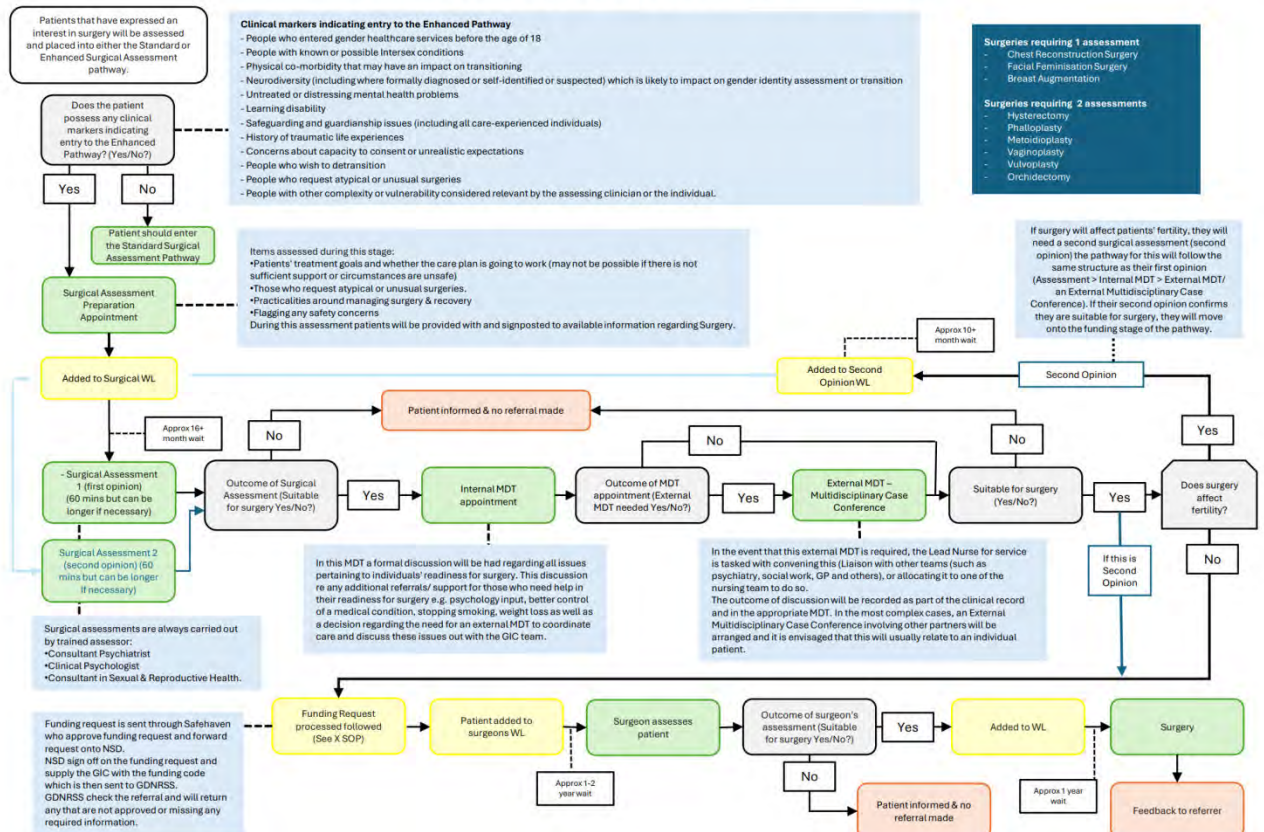 Patients that have expressed an
interest in surgery will be assessed
and placed into either the Standard or
Enhanced Surgical Assessment
pathway.
Clinical markers indicating entry to the Enhanced Pathway
- People who entered gender healthcare services before the age of 18
- People with known or possible Intersex conditions
- Physical co-morbidity that may have an impact on transitioning
- Neurodiversity (including where formally diagnosed or self-identified or suspected) which is likely to impact on gender identity assessment or transition
- Untreated or distressing mental health problems
- Learning disability
- Safeguarding and guardianship issues (including all care-experienced individuals)
- History of traumatic life experiences
- Concerns about capacity to consent or unrealistic expectations
- People who wish to detransition
- People who request atypical or unusual surgeries
- People with other complexity or vulnerability considered relevant by the assessing clinician or the individual.
Surgeries requiring 1 assessment
- Chest Reconstruction Surgery
- Facial Feminisation Surgery
- Breast Augmentation
Surgeries requiring 2 assessments
- Hysterectomy
- Phalloplasty
- Metoidioplasty
- Vaginoplasty
- Vulvoplasty
- Orchidectomy
Does the patient
possess any clinical
markers indicating
entry to the Enhanced
Pathway? (Yes/No?)
Yes
No
Patient should enter
the Standard Surgical
Assessment Pathway
Surgical Assessment
Preparation
Appointment
Items assessed during this stage:
•Patients' treatment goals and whether the care plan is going to work (may not be possible if there is not
sufficient support or circumstances are unsafe)
•Those who request atypical or unusual surgeries.
•Practicalities around managing surgery & recovery
•Flagging any safety concerns
During this assessment patients will be provided with and signposted to available information regarding Surgery.
If surgery will affect patients' fertility, they will
need a second surgical assessment (second
opinion) the pathway for this will follow the
same structure as their first opinion
(Assessment > Internal MDT > External MDT/
an External Multidisciplinary Case
Conference). If their second opinion confirms
they are suitable for surgery, they will move
onto the funding stage of the pathway.
Added to Surgical WL
Approx 10+
month wait
Added to Second
Opinion WL
Second Opinion
Approx 16+
month wait
No
Patient informed & no referral made
No
No
Yes
- Surgical Assessment
1 (first opinion)
(60 mins but can be
longer if necessary)
Surgical Assessment 2
(second opinion) (60
mins but can be longer
If necessary)
Outcome of Surgical
Assessment (Suitable
for surgery Yes/No?)
Yes
Internal MDT
appointment
Outcome of MDT
appointment (External
MDT needed Yes/No?)
Yes
External MDT –
Multidisciplinary Case
Conference
Suitable for surgery
(Yes/No?)
Yes
Does surgery
affect
fertility?
No
If this is
Second
Opinion
In this MDT a formal discussion will be had regarding all issues
pertaining to individuals' readiness for surgery. This discussion
re any additional referrals/ support for those who need help in
their readiness for surgery e.g. psychology input, better control
of a medical condition, stopping smoking, weight loss as well as
a decision regarding the need for an external MDT to coordinate
care and discuss these issues out with the GIC team.
In the event that this external MDT is required, the Lead Nurse for service
is tasked with convening this (Liaison with other teams (such as
psychiatry, social work, GP and others), or allocating it to one of the
nursing team to do so.
The outcome of discussion will be recorded as part of the clinical record
and in the appropriate MDT. In the most complex cases, an External
Multidisciplinary Case Conference involving other partners will be
arranged and it is envisaged that this will usually relate to an individual
patient.
Surgical assessments are always carried out
by trained assessor:
•Consultant Psychiatrist
•Clinical Psychologist
•Consultant in Sexual & Reproductive Health.
Funding request is sent through Safehaven
who approve funding request and forward
request onto NSD.
NSD sign off on the funding request and
supply the GIC with the funding code
which is then sent to GDNRSS.
GDNRSS check the referral and will return
any that are not approved or missing any
required information.
Funding Request
processed followed
(See X SOP)
Patient added to
surgeons WL
Approx 1-2
year wait
Surgeon assesses
patient
Outcome of surgeon's
assessment (Suitable
for surgery Yes/No?)
Yes
No
Patient informed & no
referral made
Added to WL
Approx 1 year
wait
Surgery
Feedback to referrer